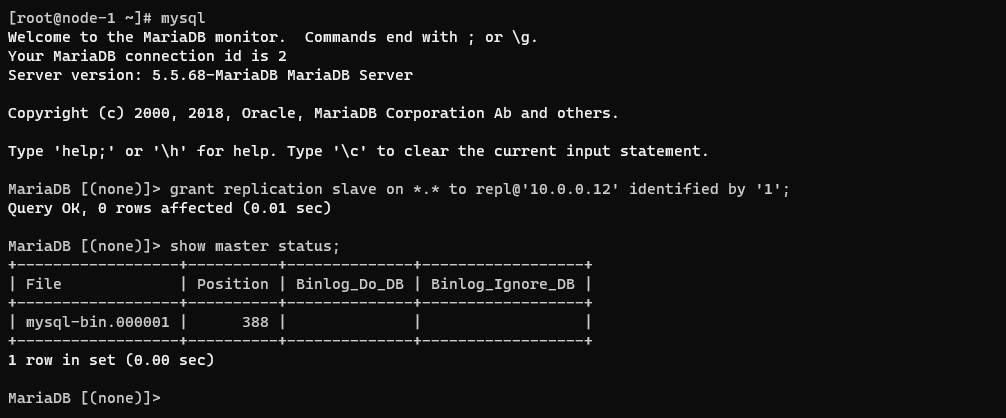 [root@node-1 ~]# mysql
Welcome to the MariaDB monitor.  Commands end with ; or \g.
Your MariaDB connection id is 2
Server version: 5.5.68-MariaDB MariaDB Server
Copyright (c) 2000, 2018, Oracle, MariaDB Corporation Ab and others.
Type 'help;' or '\h' for help. Type '\c' to clear the current input statement.
MariaDB [(none)]> grant replication slave on *.* to repl@'10.0.0.12' identified by '1';
Query OK, 0 rows affected (0.01 sec)
MariaDB [(none)]> show master status;
+------------------+----------+--------------+------------------+
| File             | Position | Binlog_Do_DB | Binlog_Ignore_DB |
+------------------+----------+--------------+------------------+
| mysql-bin.000001 |      388 |              |                  |
+------------------+----------+--------------+------------------+
1 row in set (0.00 sec)
MariaDB [(none)]>